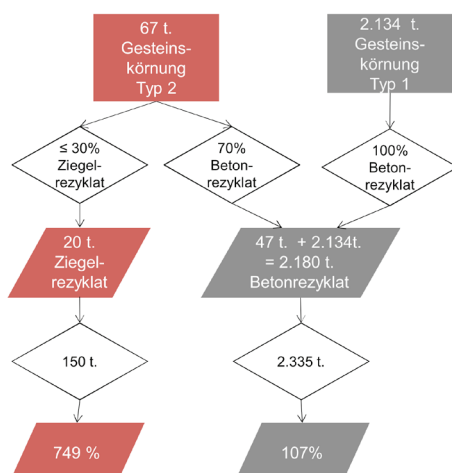 67 t.
Gesteins-
körnung
Typ 2
2.134 t.
Gesteins-
körnung
Typ 1
≤ 30%
Ziegel-
rezyklat
70%
Beton-
rezyklat
100%
Beton-
rezyklat
20 t.
Ziegel-
rezyklat
47 t. + 2.134t.
= 2.180 t.
Betonrezyklat
150 t.
2.335 t.
749 %
107%